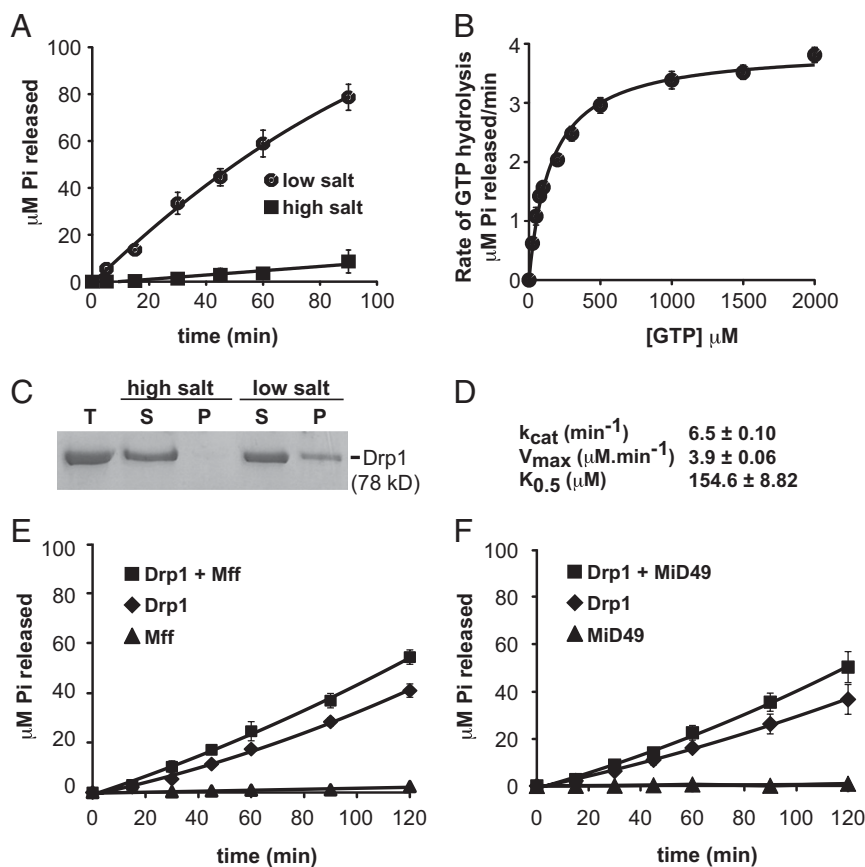 A
100
80
60
40
20
0
0 20 40 60 80 100
μM Pi released
time (min)
low salt
high salt
B
4
3
2
1
0
0 500 1000 1500 2000
Rate of GTP hydrolysis
μM Pi released/min
[GTP] μM
C
high salt low salt
T S P S P
Drp1
(78 kD)
D
kcat (min-1) 6.5 ± 0.10
Vmax (μM.min-1) 3.9 ± 0.06
K0.5 (μM) 154.6 ± 8.82
E
100
80
60
40
20
0
0 20 40 60 80 100 120
μM Pi released
time (min)
Drp1 + Mff
Drp1
Mff
F
100
80
60
40
20
0
0 20 40 60 80 100 120
μM Pi released
time (min)
Drp1 + MiD49
Drp1
MiD49